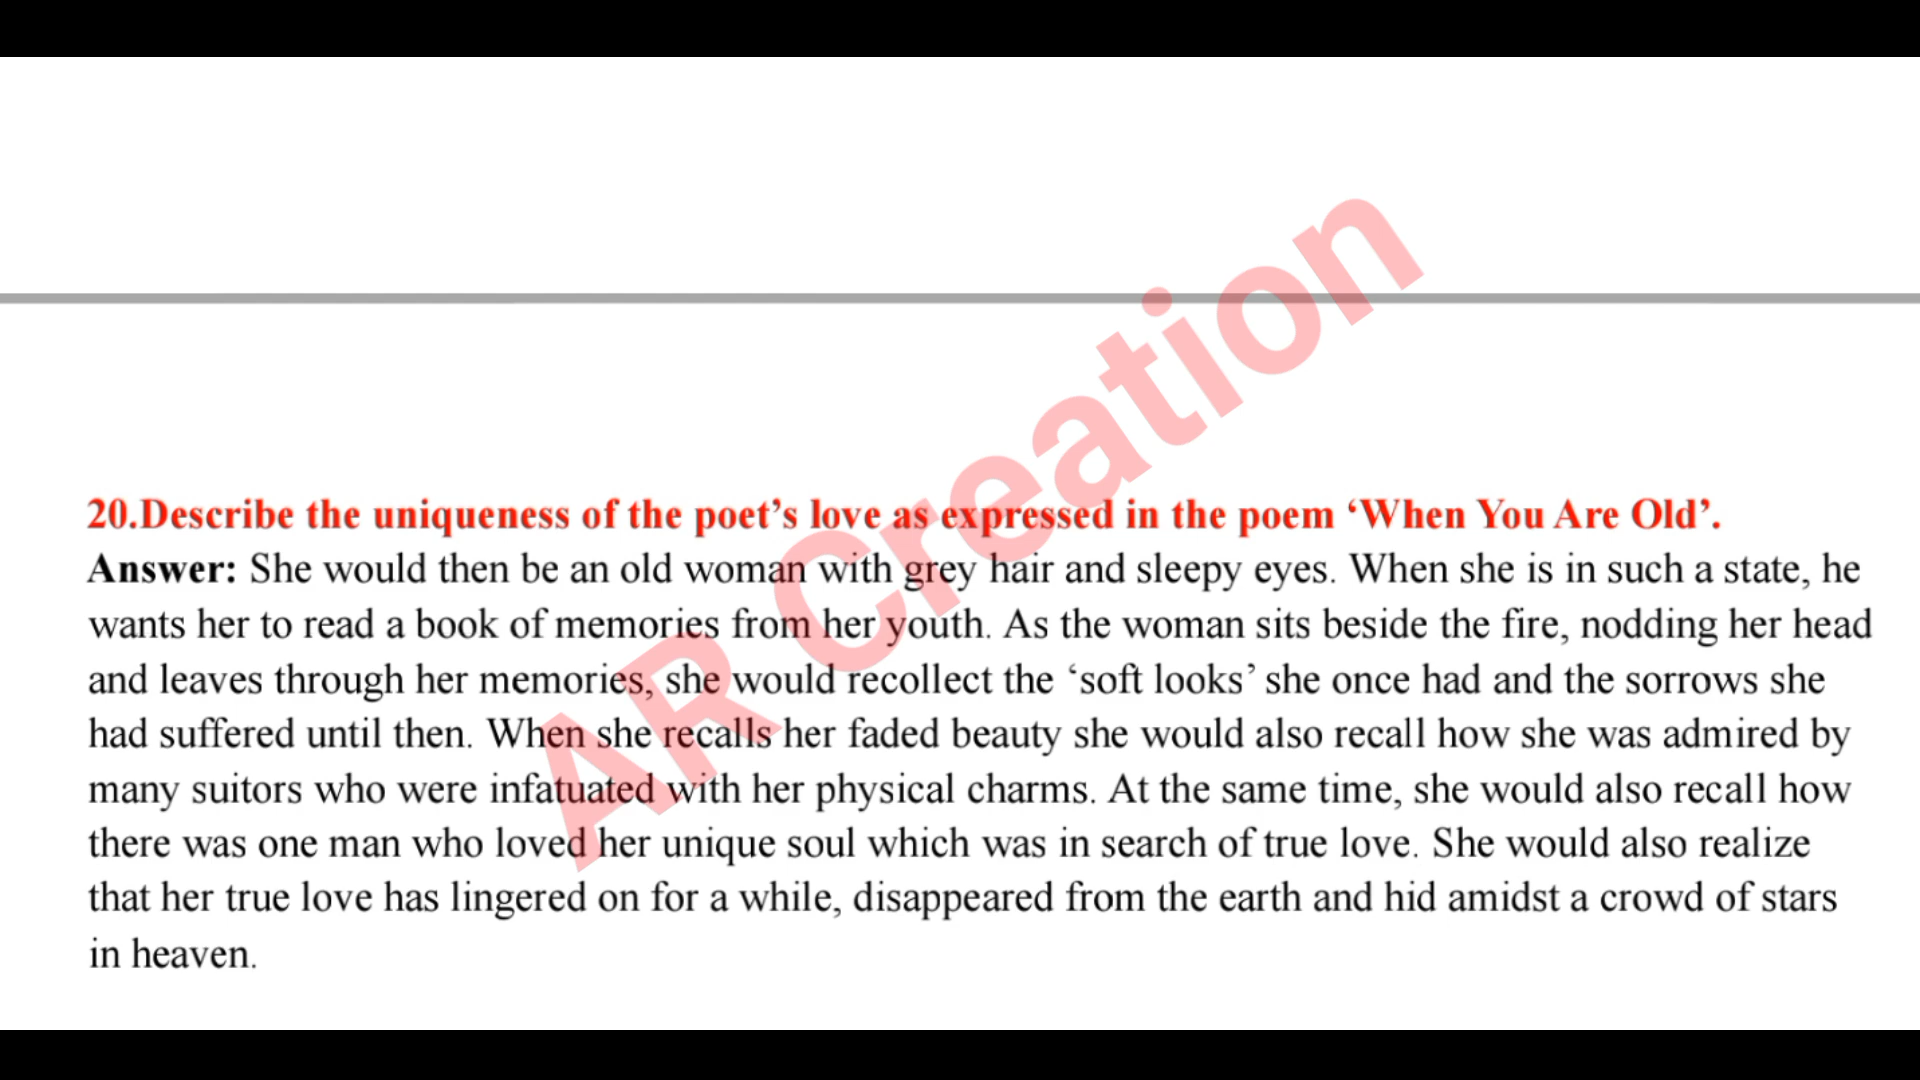 20.Describe the uniqueness of the poet’s love as expressed in the poem ‘When You Are Old’.
Answer: She would then be an old woman with grey hair and sleepy eyes. When she is in such a state, he
wants her to read a book of memories from her youth. As the woman sits beside the fire, nodding her head
and leaves through her memories, she would recollect the ‘soft looks’ she once had and the sorrows she
had suffered until then. When she recalls her faded beauty she would also recall how she was admired by
many suitors who were infatuated with her physical charms. At the same time, she would also recall how
there was one man who loved her unique soul which was in search of true love. She would also realize
that her true love has lingered on for a while, disappeared from the earth and hid amidst a crowd of stars
in heaven.
AR Creation